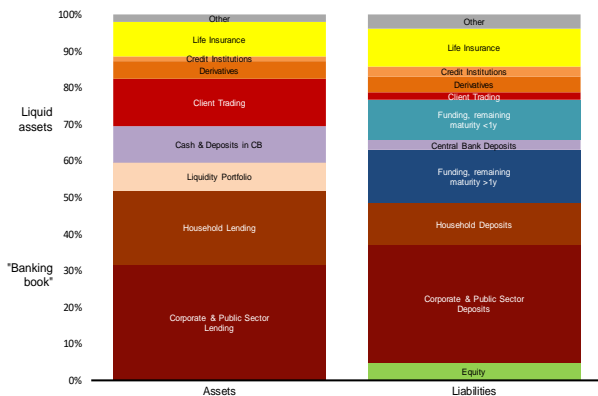 100%
90%
80%
70%
60%
50%
40%
30%
20%
10%
0%
Liquid
assets
"Banking
book"
Other
Life Insurance
Credit Institutions
Derivatives
Client Trading
Cash & Deposits in CB
Liquidity Portfolio
Household Lending
Corporate & Public Sector
Lending
Assets
Other
Life Insurance
Credit Institutions
Derivatives
Client Trading
Funding, remaining
maturity <1y
Central Bank Deposits
Funding, remaining
maturity >1y
Household Deposits
Corporate & Public Sector
Deposits
Equity
Liabilities